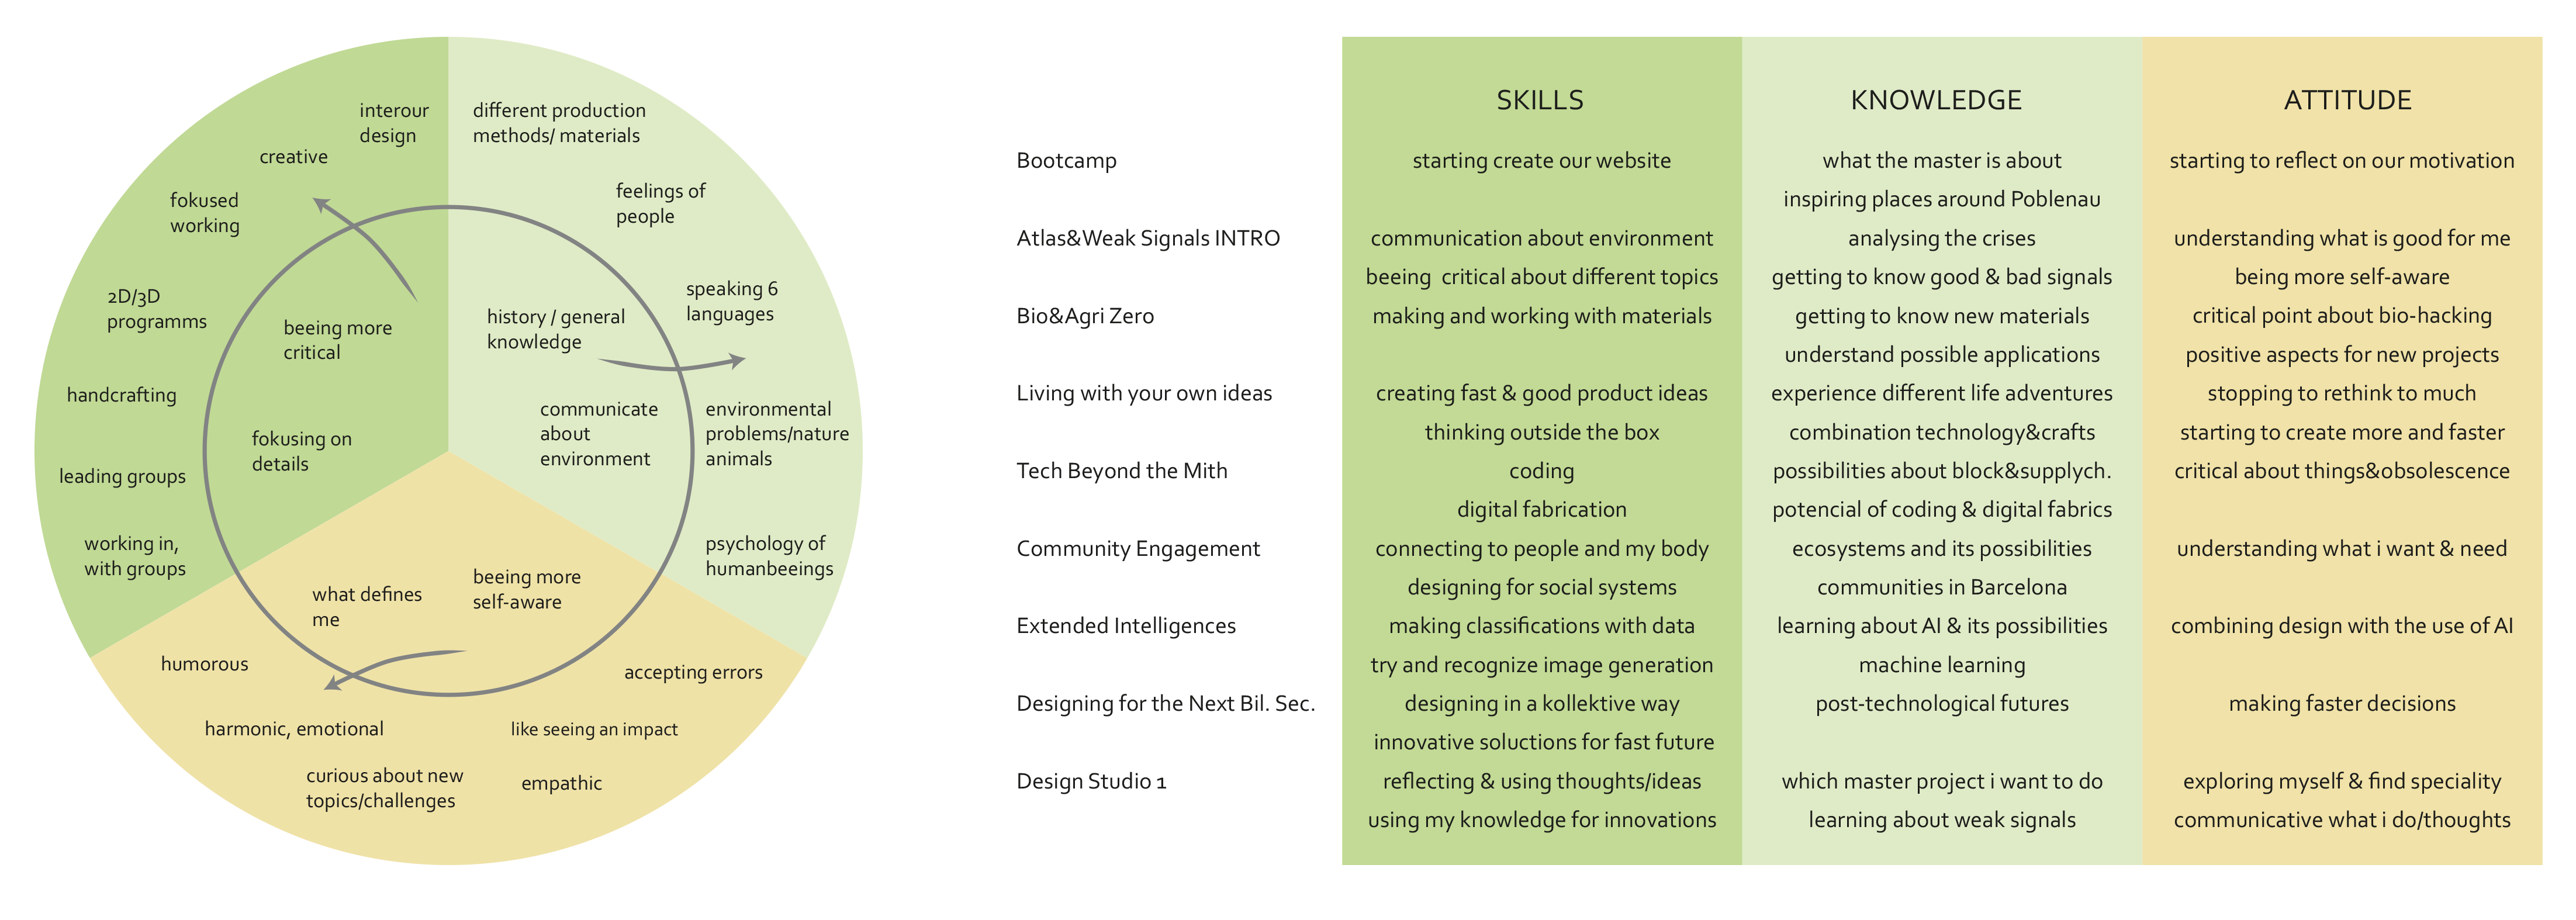 interour
design
creative
fokused
working
2D/3D
programms
beeing more
critical
handcrafting
fokusing on
details
leading groups
working in,
with groups
different production
methods/ materials
feelings of
people
speaking 6
languages
history / general
knowledge
communicate
about
environment
environmental
problems/nature
animals
psychology of
humanbeeings
what defines
me
beeing more
self-aware
humorous
accepting errors
harmonic, emotional
like seeing an impact
curious about new
topics/challenges
empathic
SKILLS KNOWLEDGE ATTITUDE
Bootcamp starting create our website what the master is about starting to reflect on our motivation
inspiring places around Poblenau
Atlas&Weak Signals INTRO communication about environment analysing the crises understanding what is good for me
beeing critical about different topics getting to know good & bad signals being more self-aware
Bio&Agri Zero making and working with materials getting to know new materials critical point about bio-hacking
understand possible applications positive aspects for new projects
Living with your own ideas creating fast & good product ideas experience different life adventures stopping to rethink to much
thinking outside the box combination technology&crafts starting to create more and faster
Tech Beyond the Mith coding possibilities about block&supplych. critical about things&obsolescence
digital fabrication potencial of coding & digital fabrics
Community Engagement connecting to people and my body ecosystems and its possibilities understanding what i want & need
designing for social systems communities in Barcelona
Extended Intelligences making classifications with data learning about AI & its possibilities combining design with the use of AI
try and recognize image generation machine learning
Designing for the Next Bil. Sec. designing in a kollektive way post-technological futures making faster decisions
innovative soluctions for fast future
Design Studio 1 reflecting & using thoughts/ideas which master project i want to do exploring myself & find speciality
using my knowledge for innovations learning about weak signals communicative what i do/thoughts